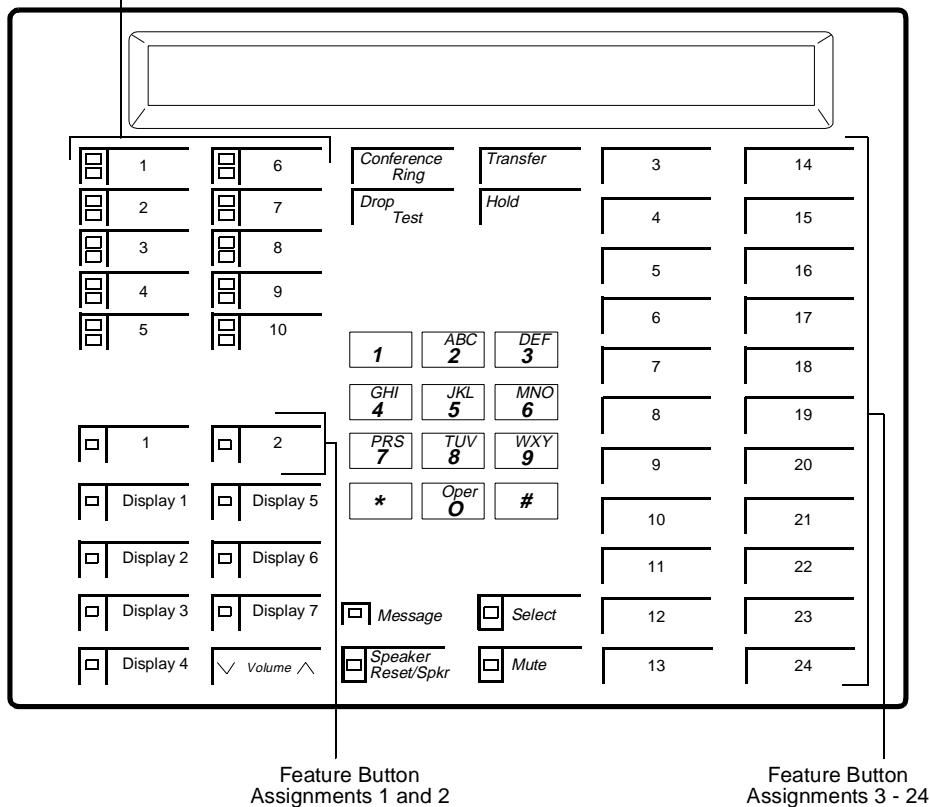 1
6
2
7
3
8
4
9
5
10
Conference
Ring
Transfer
Drop
Test
Hold
1
ABC
2
DEF
3
GHI
4
JKL
5
MNO
6
PRS
7
TUV
8
WXY
9
*
Oper
0
#
1
2
Display 1
Display 5
Display 2
Display 6
Display 3
Display 7
Display 4
Volume
Message
Select
Speaker
Reset/Spkr
Mute
3
14
4
15
5
16
6
17
7
18
8
19
9
20
10
21
11
22
12
23
13
24
Feature Button
Assignments 1 and 2
Feature Button
Assignments 3 - 24